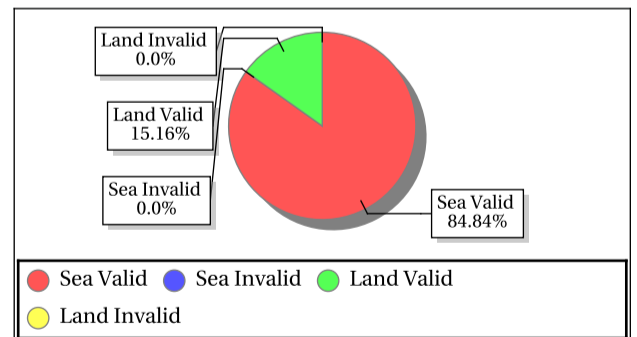 Land Invalid
0.0%
Land Valid
15.16%
Sea Invalid
0.0%
Sea Valid
84.84%
Sea Valid Sea Invalid Land Valid
Land Invalid